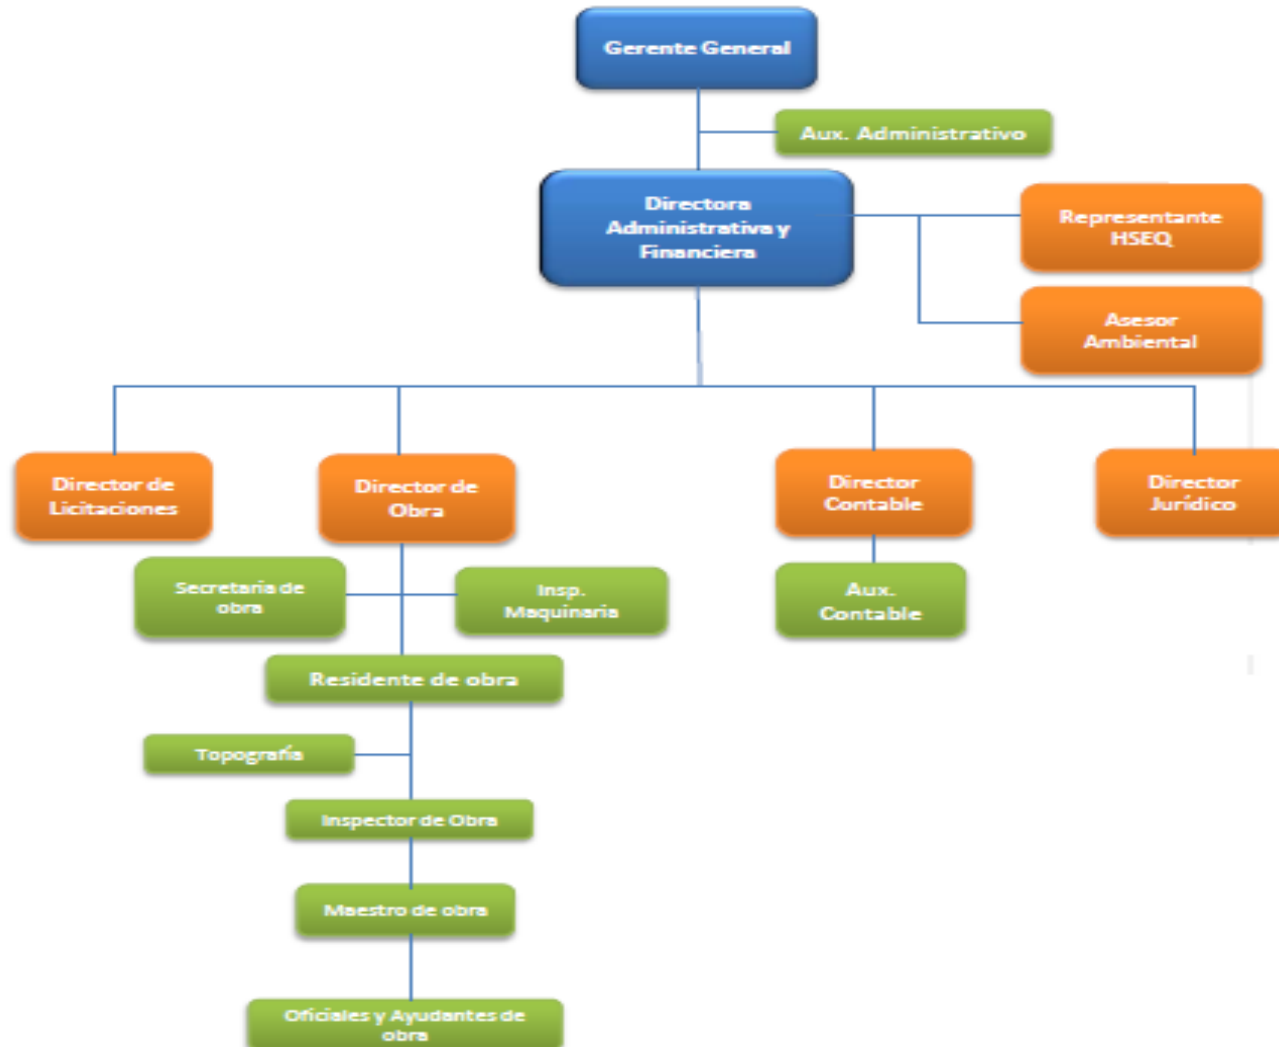 Gerente General
Aux. Administrativo
Directora
Administrativa y
Financiera
Representante
HSEQ
Asesor
Ambiental
Director de
Licitaciones
Director de
Obra
Director
Contable
Director
Jurídico
Secretaría de
obra
Insp.
Maquinaria
Aux.
Contable
Residente de obra
Topografía
Inspector de Obra
Maestro de obra
Oficiales y Ayudantes de
obra